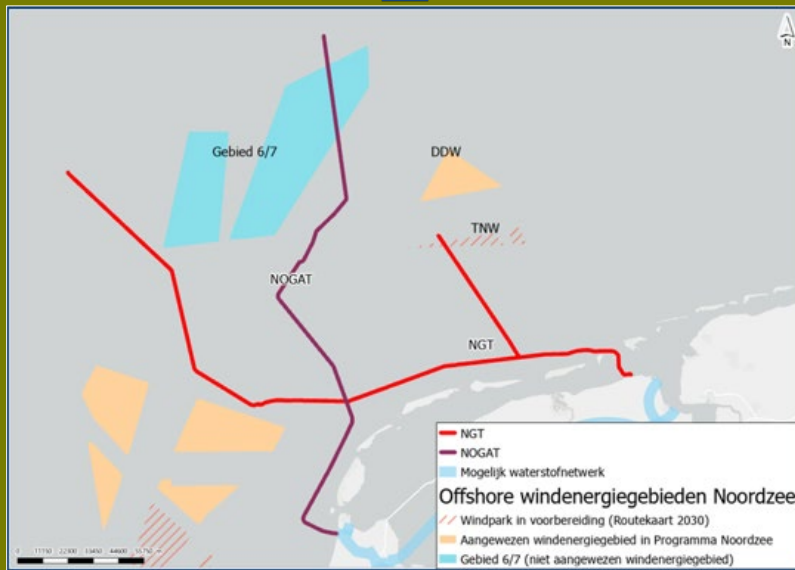 N
Gebied 6/7
DDW
TNW
NOGAT
NGT
NGT
NOGAT
Mogelijk waterstofnetwerk
Offshore windenergiegebieden Noordzee
Windpark in voorbereiding (Routekaart 2030)
Aangewezen windenergiegebied in Programma Noordzee
Gebied 6/7 (niet aangewezen windenergiegebied)